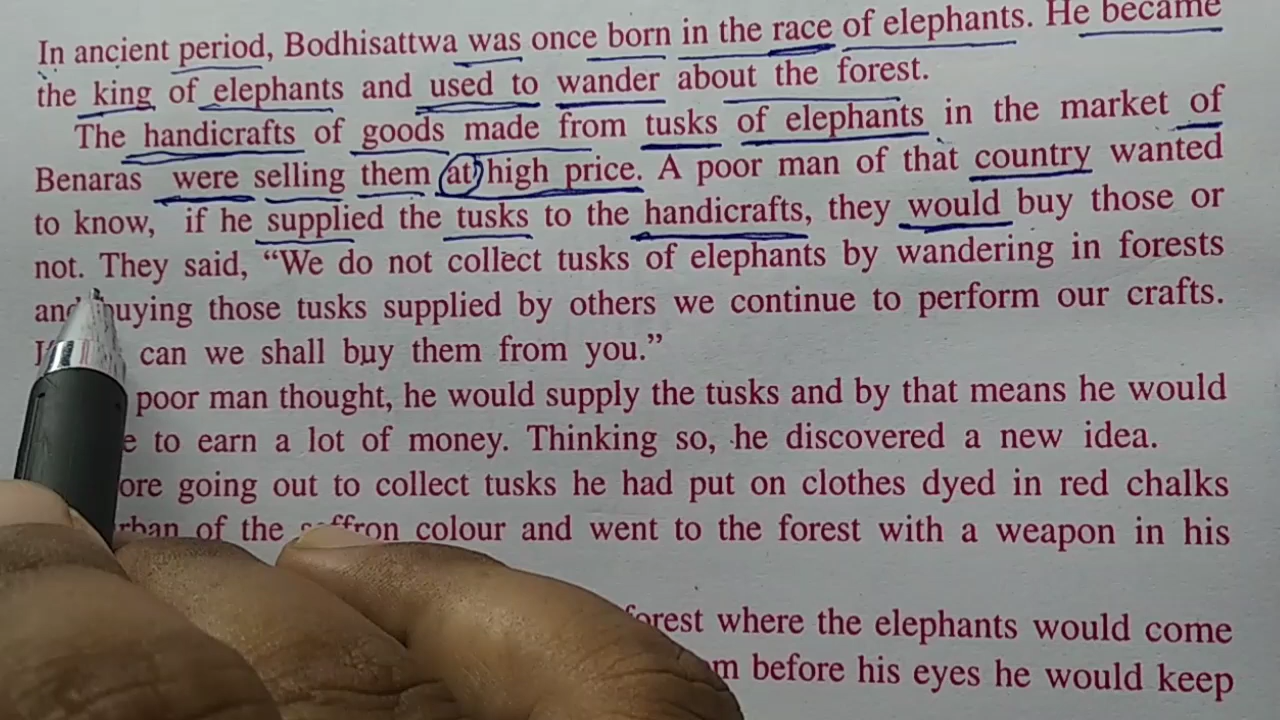 In ancient period, Bodhisattwa was once born in the race of elephants. He became
the king of elephants and used to wander about the forest.
The handicrafts of goods made from tusks of elephants in the market of
Benaras were selling them at high price. A poor man of that country wanted
to know, if he supplied the tusks to the handicrafts, they would buy those or
not. They said, “We do not collect tusks of elephants by wandering in forests
and buying those tusks supplied by others we continue to perform our crafts.
can we shall buy them from you.”
poor man thought, he would supply the tusks and by that means he would
to earn a lot of money. Thinking so, he discovered a new idea.
going out to collect tusks he had put on clothes dyed in red chalks
of the saffron colour and went to the forest with a weapon in his
forest where the elephants would come
before his eyes he would keep